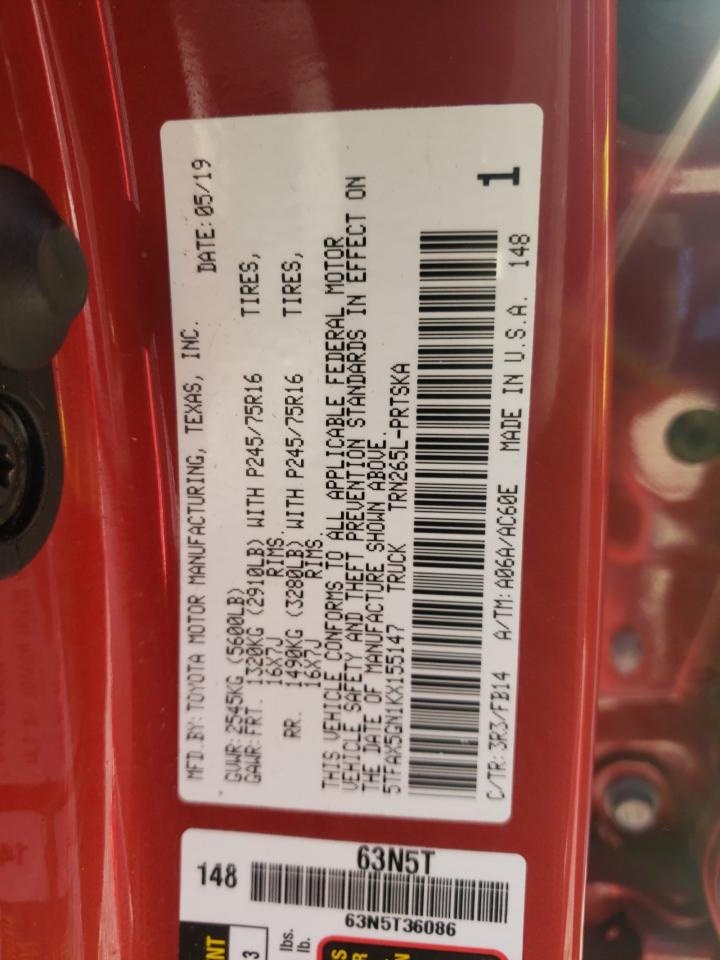 MFD.BY:TOYOTA MOTOR MANUFACTURING, TEXAS, INC.
DATE:05/19
GVWR:2545KG (5600LB)
GAWR:FRT. 1320KG (2910LB) WITH P245/75R16 TIRES,
16X7J RIMS.
RR. 1490KG (3280LB) WITH P245/75R16 TIRES,
16X7J RIMS.
THIS VEHICLE CONFORMS TO ALL APPLICABLE FEDERAL MOTOR
VEHICLE SAFETY AND THEFT PREVENTION STANDARDS IN EFFECT ON
THE DATE OF MANUFACTURE SHOWN ABOVE.
5TFAX5GN1KX155147 TRUCK TRN265L-PRTSKA
1
C/TR:3R3/FB14 A/TM:A06A/AC60E MADE IN U.S.A. 148
63N5T
148
63N5T36086
NT
3
lbs.
lb.
S
R
N